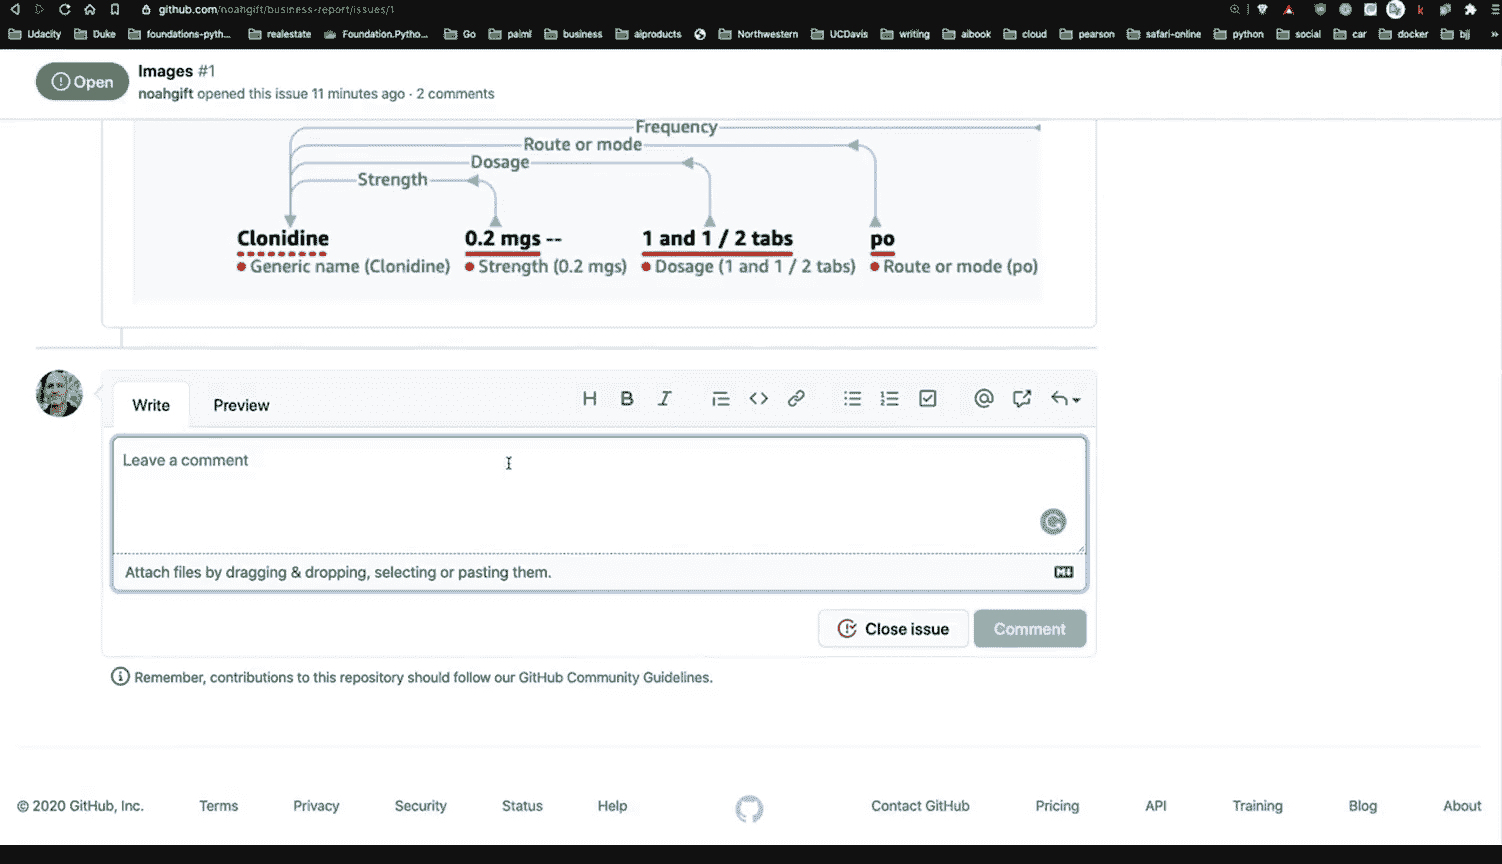 github.com/noahgift/business-report/issues/1
Udacity Duke foundations-pyth... realestate Foundation.Pytho... Go paiml business aiproducts Northwestern UCDavis writing aibook cloud pearson safari-online python social car docker bjj »
Open
Images #1
noahgift opened this issue 11 minutes ago · 2 comments
Frequency
Route or mode
Dosage
Strength
Clonidine 0.2 mgs -- 1 and 1 / 2 tabs po
Generic name (Clonidine) Strength (0.2 mgs) Dosage (1 and 1 / 2 tabs) Route or mode (po)
Write Preview
Leave a comment
Attach files by dragging & dropping, selecting or pasting them.
Close issue Comment
Remember, contributions to this repository should follow our GitHub Community Guidelines.
© 2020 GitHub, Inc. Terms Privacy Security Status Help Contact GitHub Pricing API Training Blog About